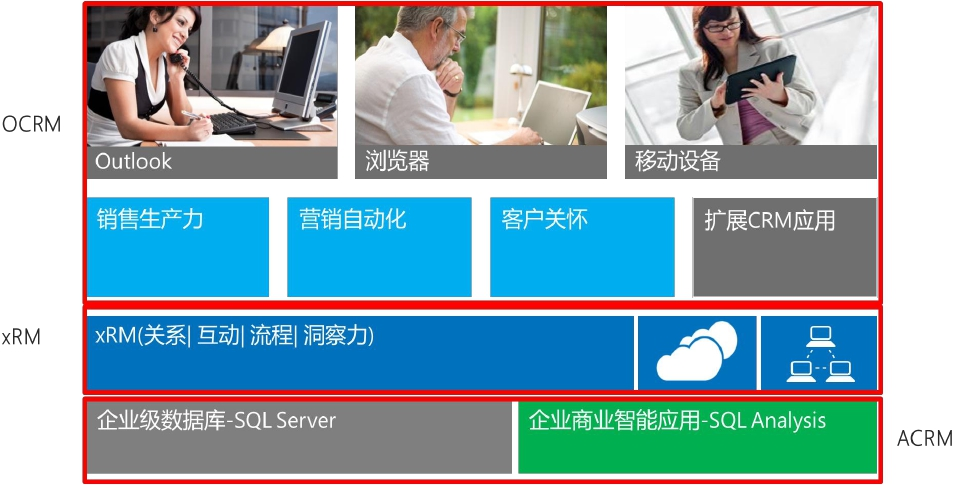 OCRM
Outlook
浏览器
移动设备
销售生产力
营销自动化
客户关怀
扩展CRM应用
xRM
xRM(关系| 互动| 流程| 洞察力)
企业级数据库-SQL Server
企业商业智能应用-SQL Analysis
ACRM